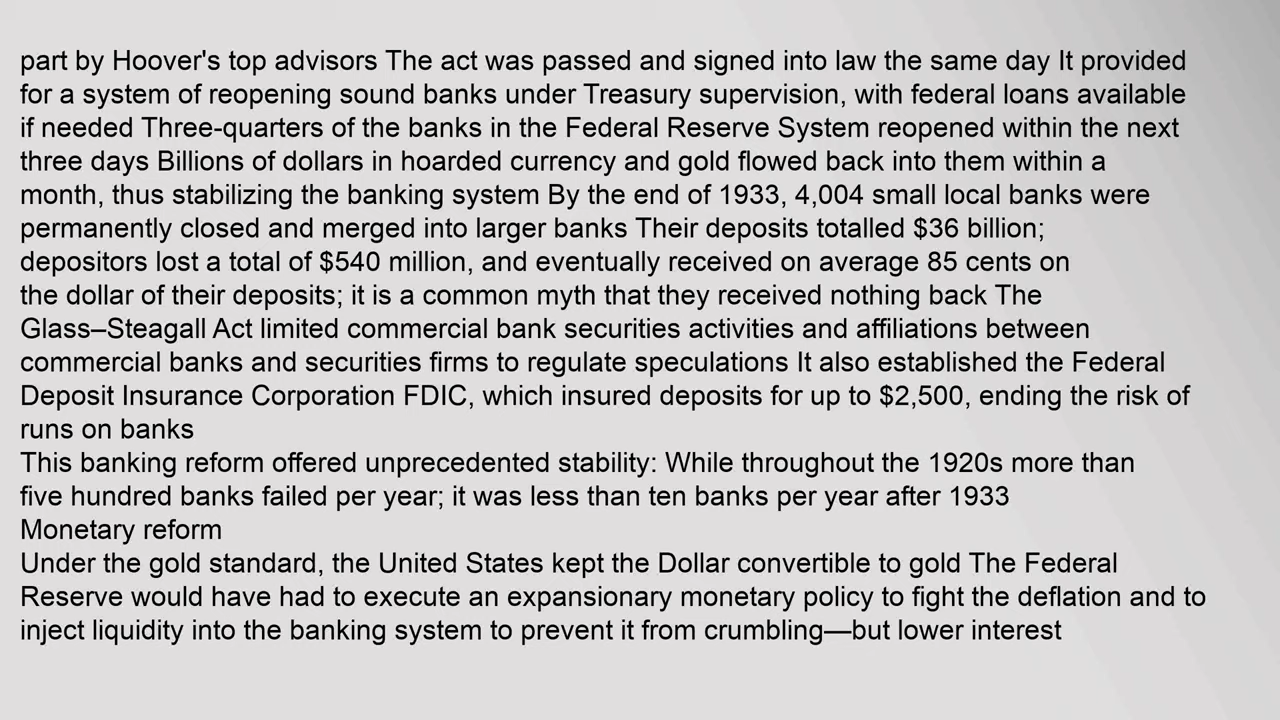 part by Hoover's top advisors The act was passed and signed into law the same day It provided
for a system of reopening sound banks under Treasury supervision, with federal loans available
if needed Three-quarters of the banks in the Federal Reserve System reopened within the next
three days Billions of dollars in hoarded currency and gold flowed back into them within a
month, thus stabilizing the banking system By the end of 1933, 4,004 small local banks were
permanently closed and merged into larger banks Their deposits totalled $36 billion;
depositors lost a total of $540 million, and eventually received on average 85 cents on
the dollar of their deposits; it is a common myth that they received nothing back The
Glass–Steagall Act limited commercial bank securities activities and affiliations between
commercial banks and securities firms to regulate speculations It also established the Federal
Deposit Insurance Corporation FDIC, which insured deposits for up to $2,500, ending the risk of
runs on banks
This banking reform offered unprecedented stability: While throughout the 1920s more than
five hundred banks failed per year; it was less than ten banks per year after 1933
Monetary reform
Under the gold standard, the United States kept the Dollar convertible to gold The Federal
Reserve would have had to execute an expansionary monetary policy to fight the deflation and to
inject liquidity into the banking system to prevent it from crumbling—but lower interest